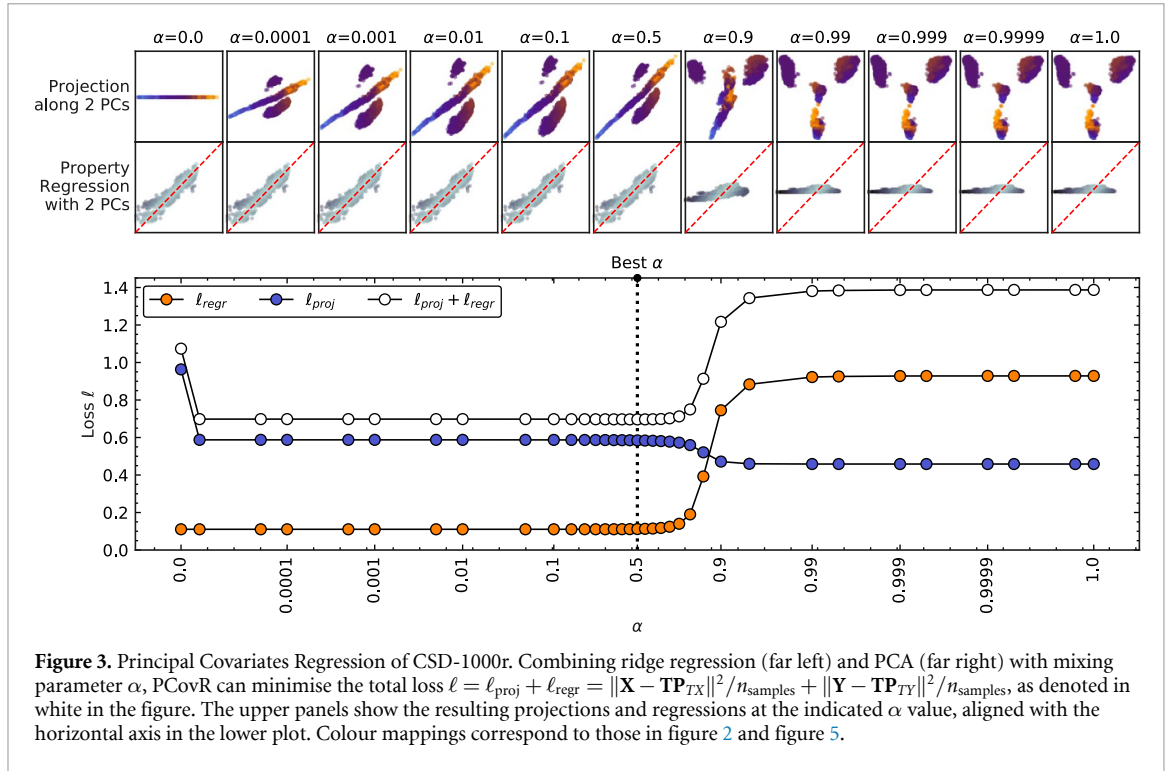 α=0.0 α=0.0001 α=0.001 α=0.01 α=0.1 α=0.5 α=0.9 α=0.99 α=0.999 α=0.9999 α=1.0
Projection
along 2 PCs
Property
Regression
with 2 PCs
Best α
ℓregr ℓproj ℓproj + ℓregr
1.4
1.2
1.0
0.8
0.6
0.4
0.2
0.0
Loss ℓ
0.0 0.0001 0.001 0.01 0.1 0.5 0.9 0.99 0.999 0.9999 1.0
α
Figure 3. Principal Covariates Regression of CSD-1000r. Combining ridge regression (far left) and PCA (far right) with mixing
parameter α, PCovR can minimise the total loss ℓ = ℓproj + ℓregr = ||X − TP_TX||²/n_samples + ||Y − TP_TY||²/n_samples, as denoted in
white in the figure. The upper panels show the resulting projections and regressions at the indicated α value, aligned with the
horizontal axis in the lower plot. Colour mappings correspond to those in figure 2 and figure 5.